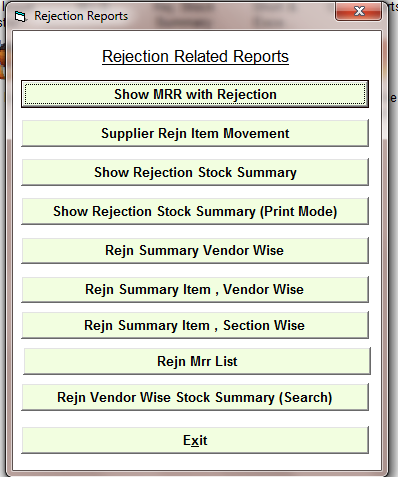 Rejection Reports
Rejection Related Reports
Show MRR with Rejection
Supplier Rejn Item Movement
Show Rejection Stock Summary
Show Rejection Stock Summary (Print Mode)
Rejn Summary Vendor Wise
Rejn Summary Item , Vendor Wise
Rejn Summary Item , Section Wise
Rejn Mrr List
Rejn Vendor Wise Stock Summary (Search)
Exit